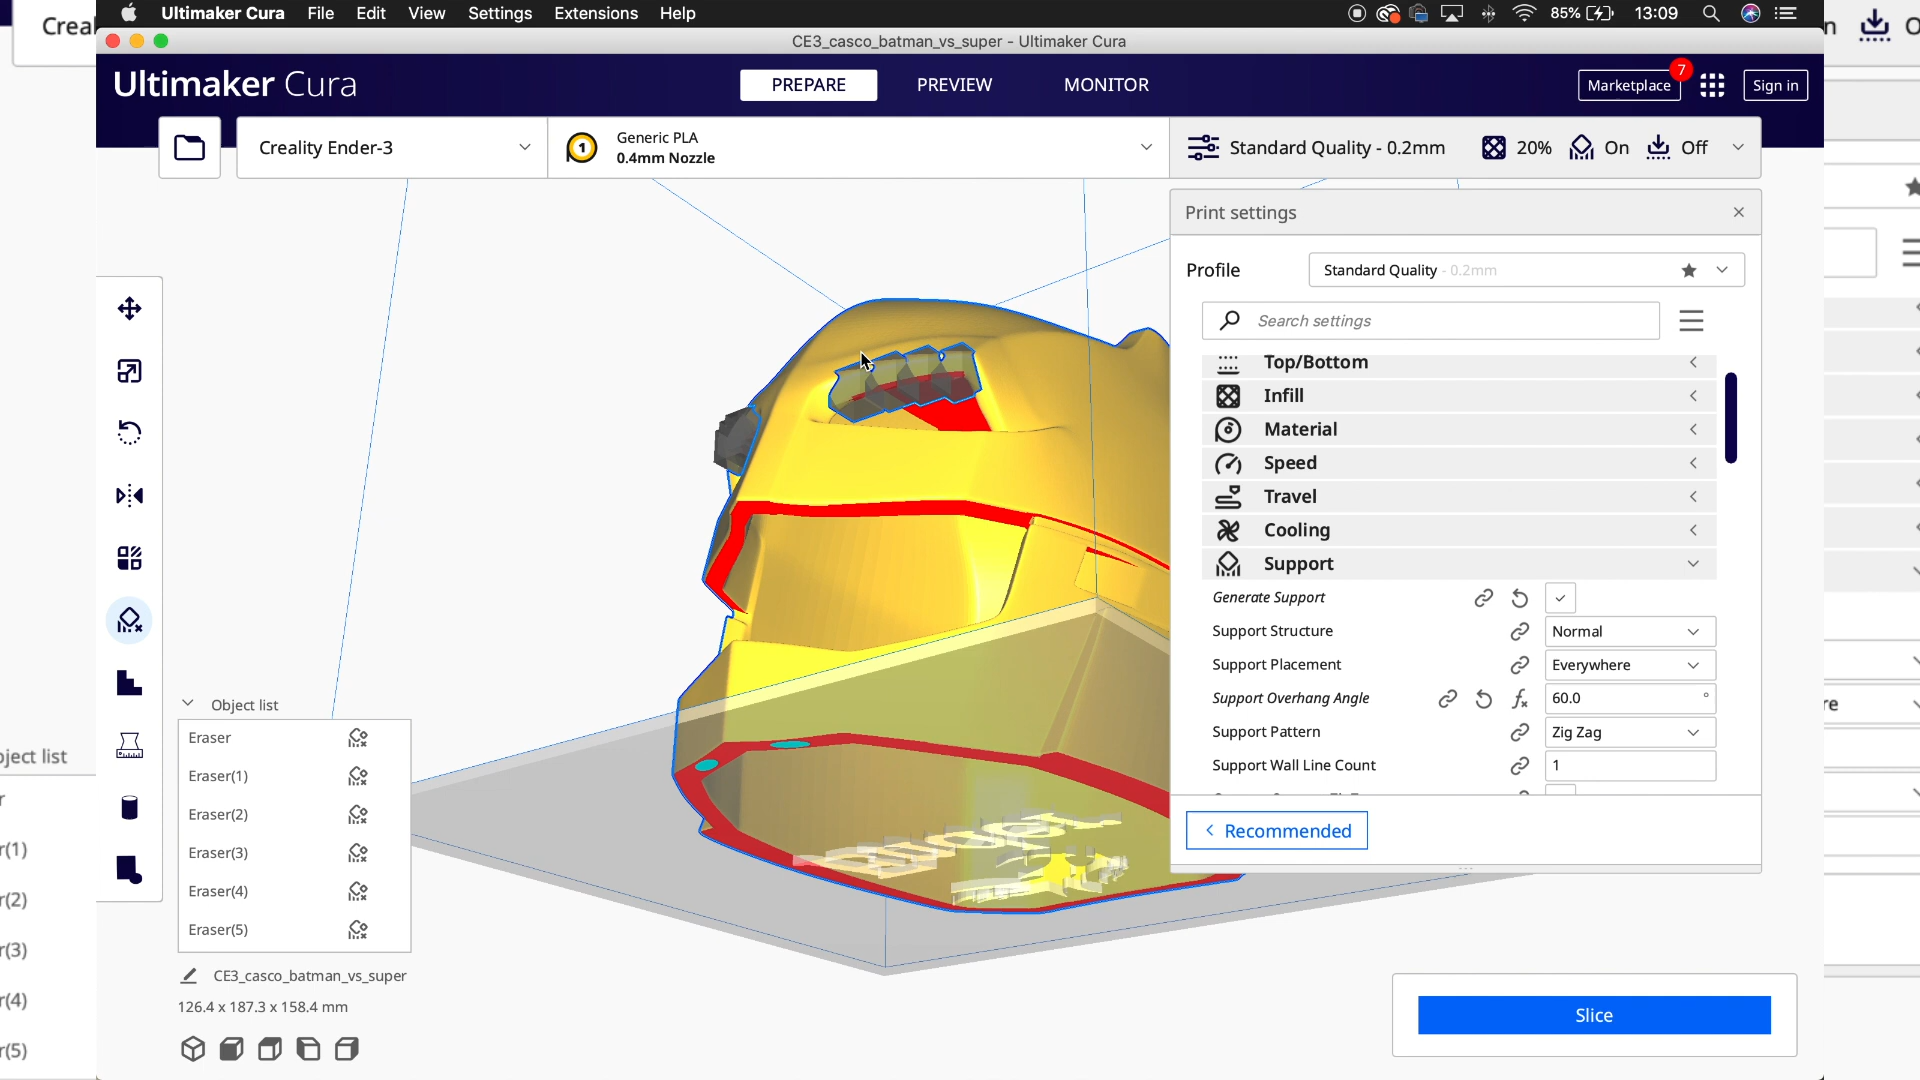 Ultimaker Cura File Edit View Settings Extensions Help 85% 13:09
CE3_casco_batman_vs_super - Ultimaker Cura
Ultimaker Cura PREPARE PREVIEW MONITOR Marketplace 7 Sign in
Creality Ender-3
1 Generic PLA
0.4mm Nozzle
Standard Quality - 0.2mm 20% On Off
Print settings
Profile Standard Quality - 0.2mm
Search settings
Top/Bottom
Infill
Material
Speed
Travel
Cooling
Support
Generate Support
Support Structure Normal
Support Placement Everywhere
Support Overhang Angle fx 60.0 °
Support Pattern Zig Zag
Support Wall Line Count 1
Recommended
Object list
Eraser
Eraser(1)
Eraser(2)
Eraser(3)
Eraser(4)
Eraser(5)
CE3_casco_batman_vs_super
126.4 x 187.3 x 158.4 mm
Slice
Crea
ject list
r(1)
r(2)
r(3)
r(4)
r(5)
re